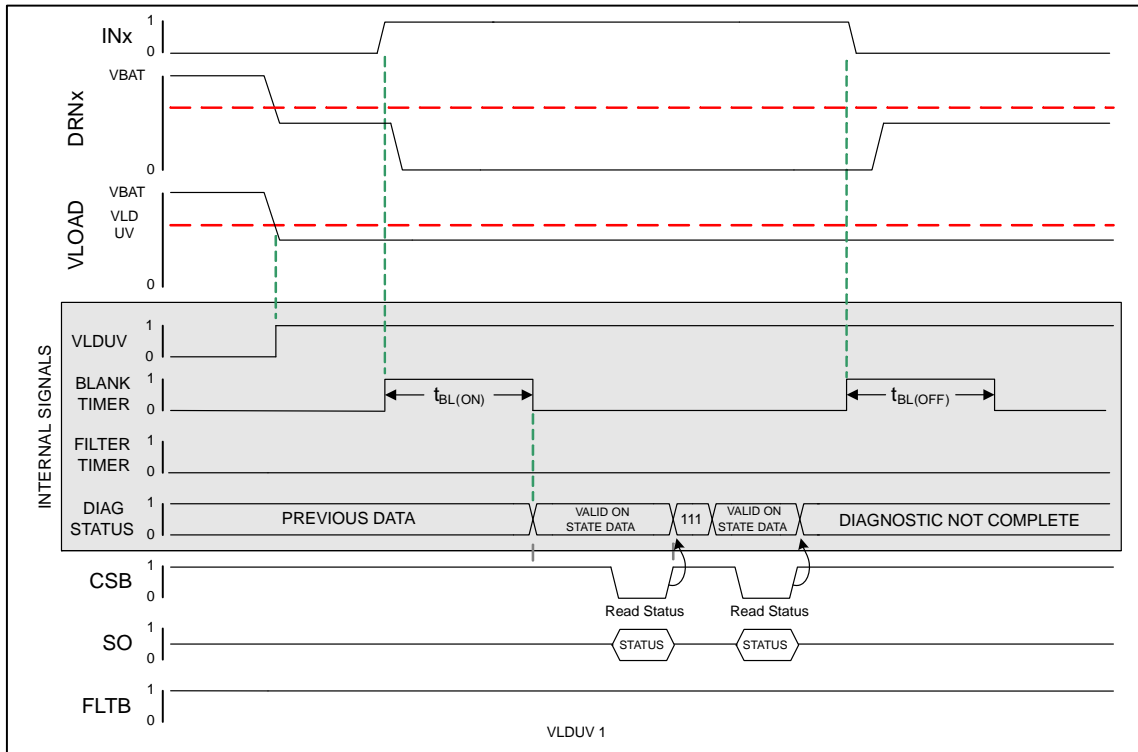 INx
1
0
DRNx
VBAT
0
VLOAD
VBAT
VLD
UV
0
INTERNAL SIGNALS
VLDUV
1
0
BLANK
TIMER
1
0
tBL(ON)
tBL(OFF)
FILTER
TIMER
1
0
DIAG
STATUS
1
0
PREVIOUS DATA
VALID ON
STATE DATA
111
VALID ON
STATE DATA
DIAGNOSTIC NOT COMPLETE
CSB
1
0
Read Status
Read Status
SO
1
0
STATUS
STATUS
FLTB
1
0
VLDUV 1